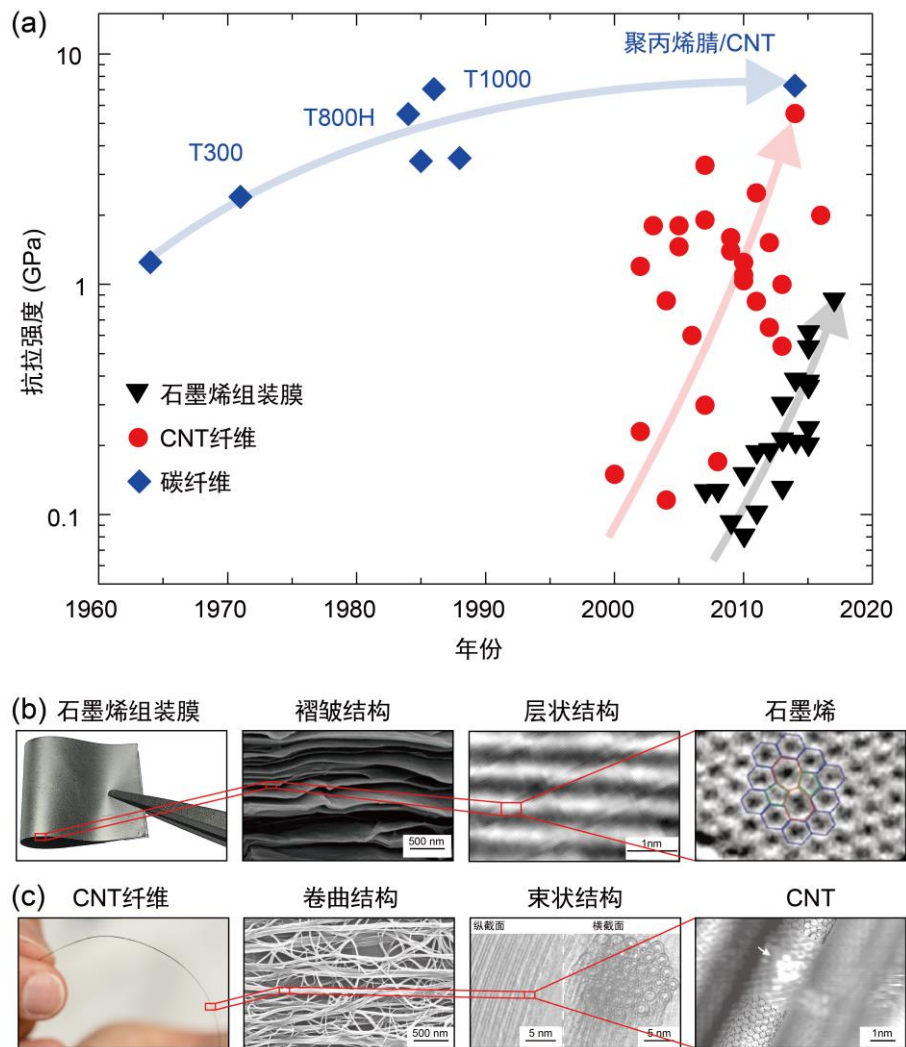 (a)
10
1
0.1
抗拉强度 (GPa)
T300
T800H
T1000
聚丙烯腈/CNT
石墨烯组装膜
CNT纤维
碳纤维
1960 1970 1980 1990 2000 2010 2020
年份
(b)
石墨烯组装膜 褶皱结构 层状结构 石墨烯
500 nm 1nm
(c)
CNT纤维 卷曲结构 束状结构 CNT
纵截面 横截面
500 nm 5 nm 5 nm 1nm